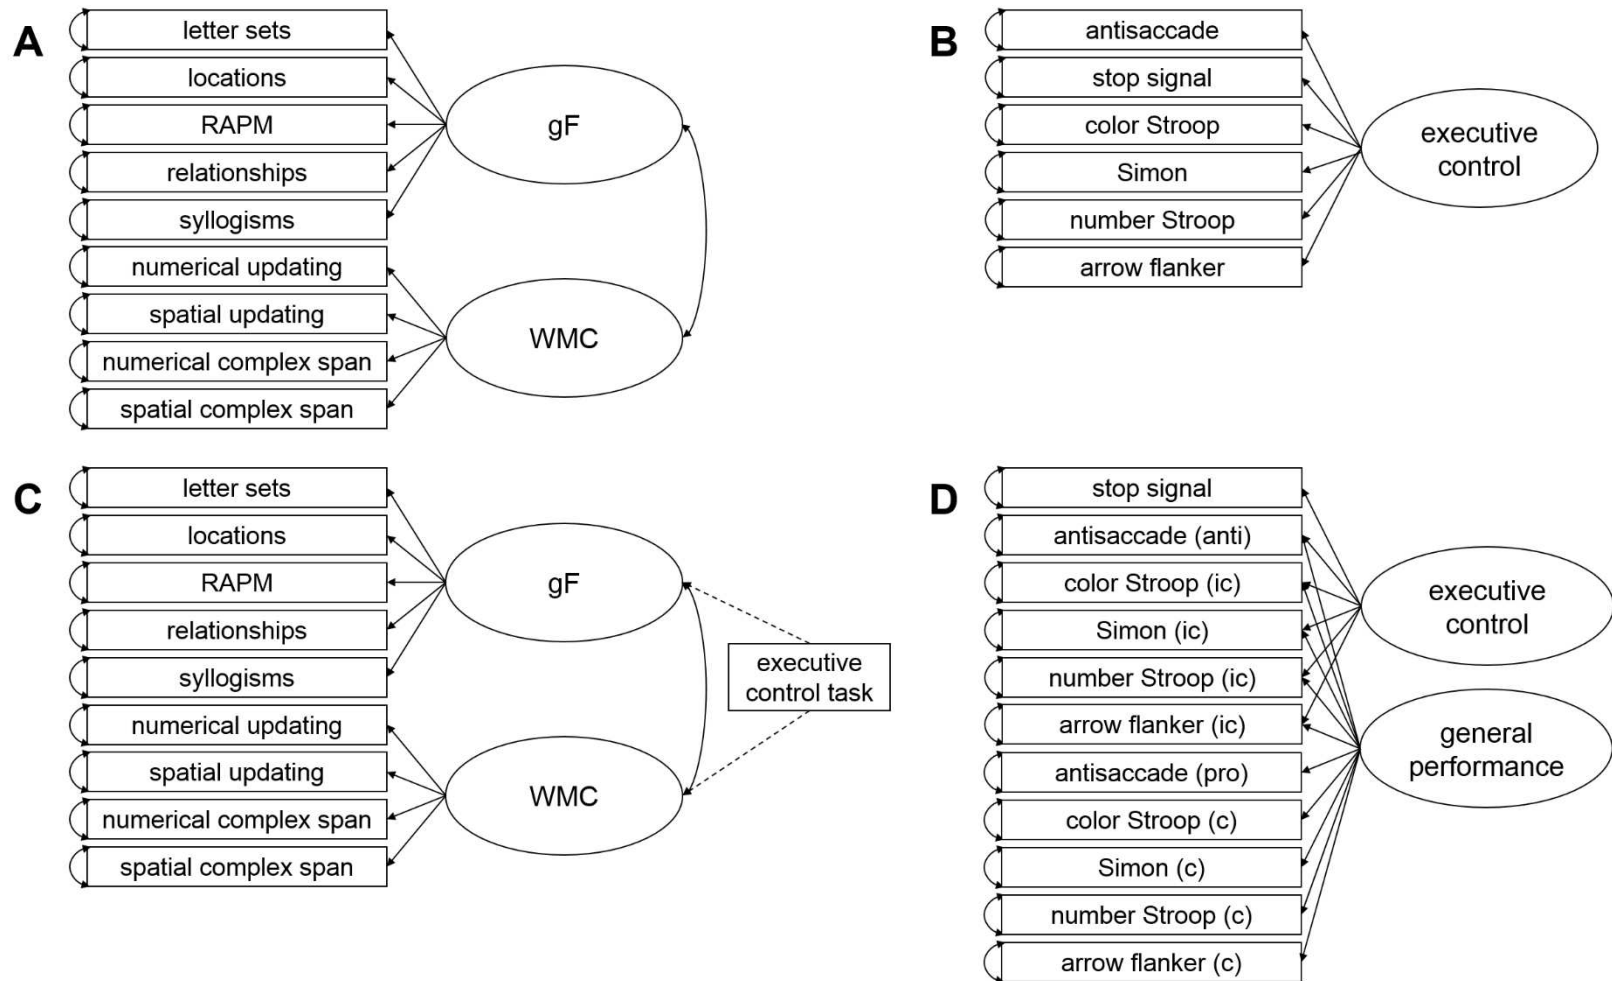 A
letter sets
locations
RAPM
relationships
syllogisms
numerical updating
spatial updating
numerical complex span
spatial complex span
gF
WMC
B
antisaccade
stop signal
color Stroop
Simon
number Stroop
arrow flanker
executive
control
C
letter sets
locations
RAPM
relationships
syllogisms
numerical updating
spatial updating
numerical complex span
spatial complex span
gF
WMC
executive
control task
D
stop signal
antisaccade (anti)
color Stroop (ic)
Simon (ic)
number Stroop (ic)
arrow flanker (ic)
antisaccade (pro)
color Stroop (c)
Simon (c)
number Stroop (c)
arrow flanker (c)
executive
control
general
performance